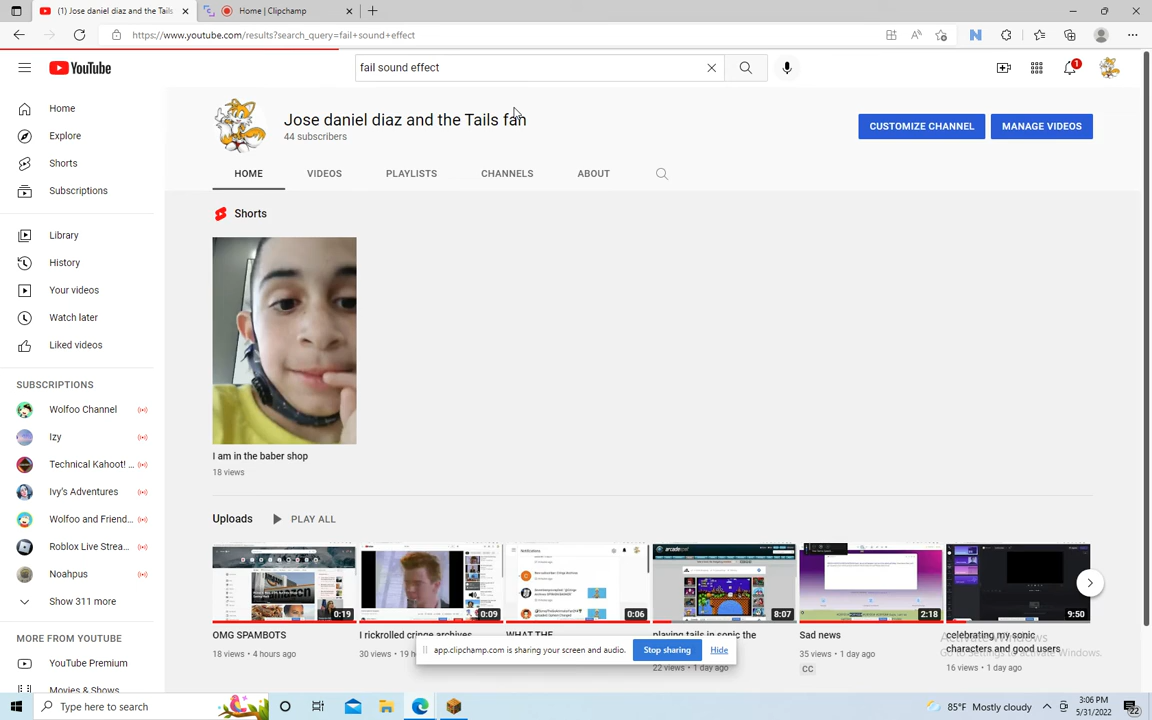 (1) Jose daniel diaz and the Tails
Home | Clipchamp
https://www.youtube.com/results?search_query=fail+sound+effect
YouTube
fail sound effect
1
Home
Explore
Shorts
Subscriptions
Library
History
Your videos
Watch later
Liked videos
SUBSCRIPTIONS
Wolfoo Channel
Izy
Technical Kahoot! ...
Ivy's Adventures
Wolfoo and Friend...
Roblox Live Strea...
Noahpus
Show 311 more
MORE FROM YOUTUBE
YouTube Premium
Movies & Shows
Jose daniel diaz and the Tails fan
44 subscribers
CUSTOMIZE CHANNEL
MANAGE VIDEOS
HOME
VIDEOS
PLAYLISTS
CHANNELS
ABOUT
Shorts
I am in the baber shop
18 views
Uploads
PLAY ALL
0:19
0:09
0:06
8:07
2:18
9:50
OMG SPAMBOTS
18 views • 4 hours ago
I rickrolled cringe archives
30 views • 19 h
WHAT THE
playing tails in sonic the
22 views • 1 day ago
Sad news
35 views • 1 day ago
CC
celebrating my sonic
characters and good users
16 views • 1 day ago
Activate Windows
Go to Settings to activate Windows.
app.clipchamp.com is sharing your screen and audio.
Stop sharing
Hide
Type here to search
85°F Mostly cloudy
3:06 PM
5/31/2022
22